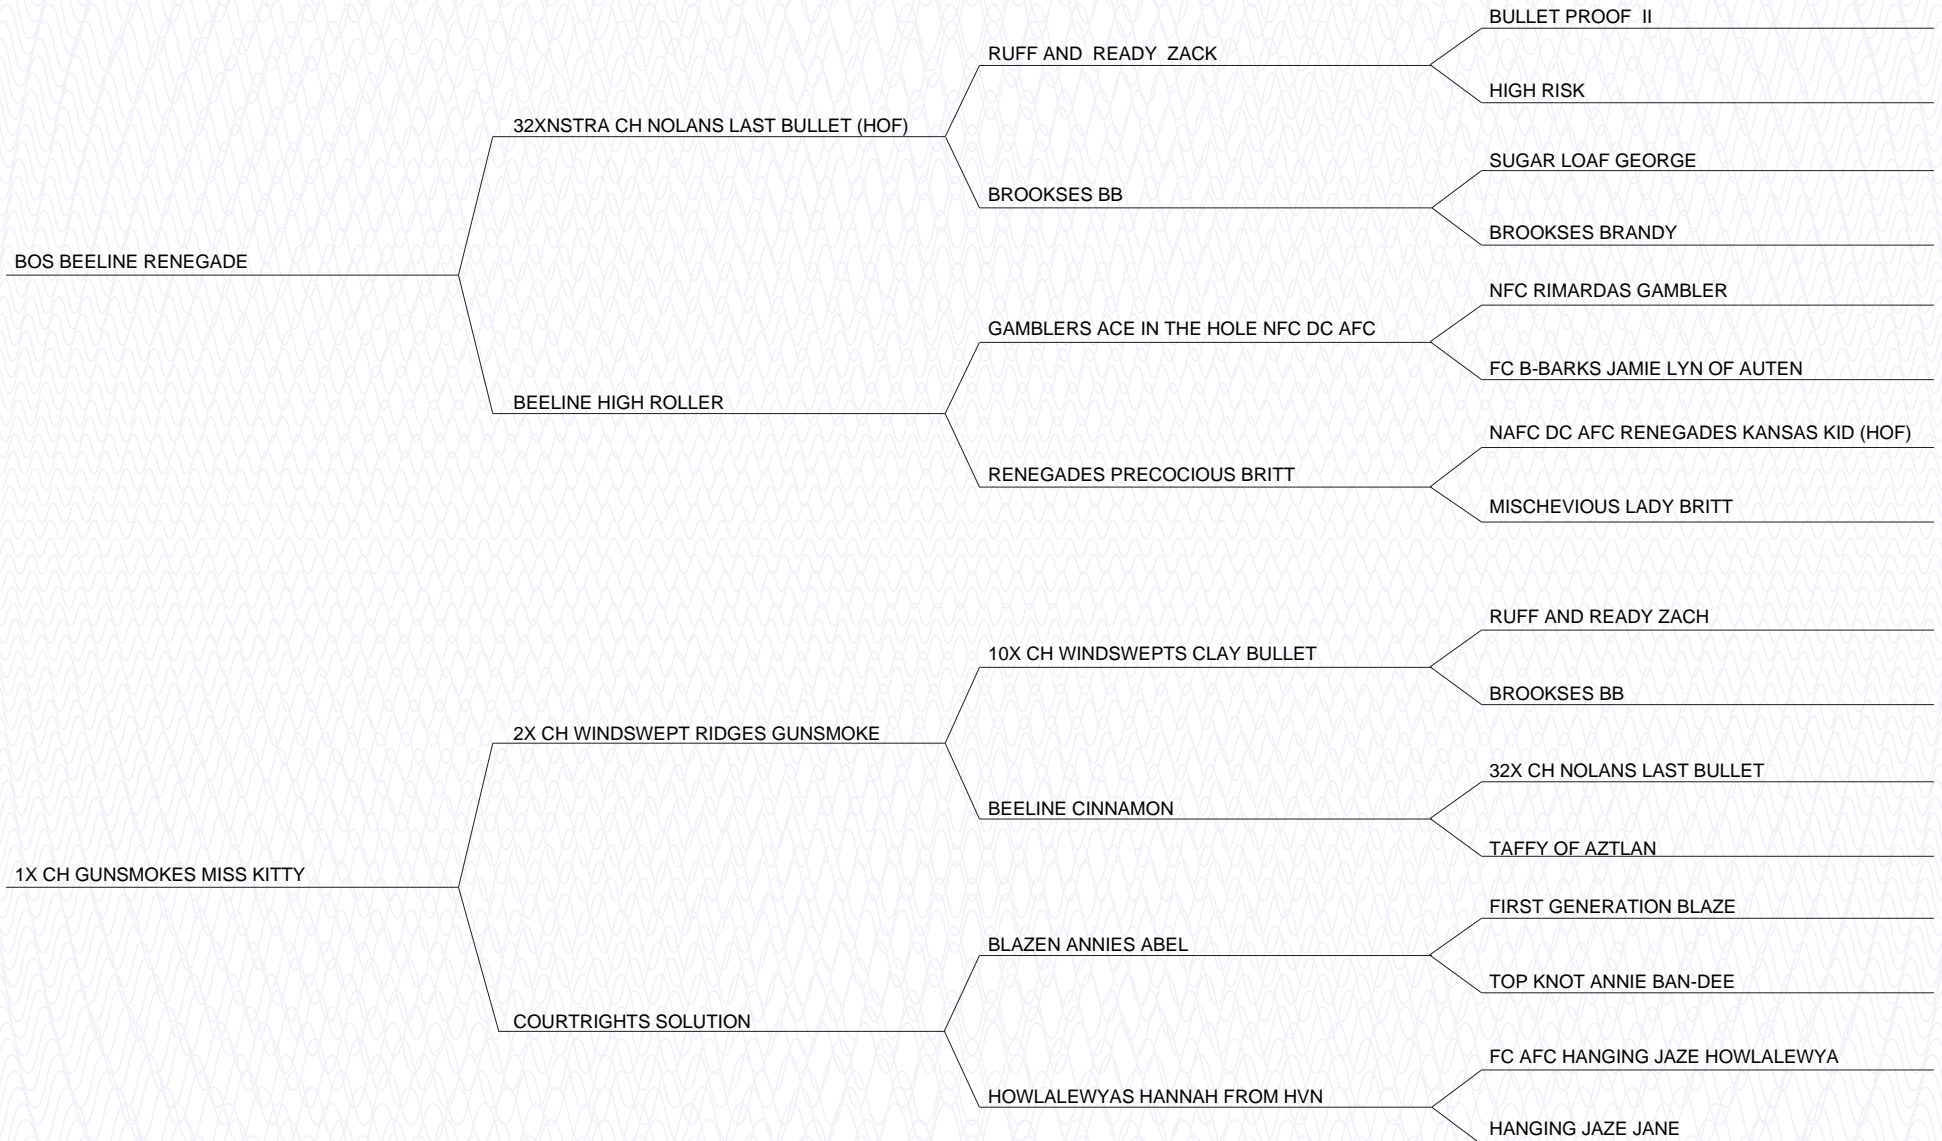 BULLET PROOF  II
RUFF AND  READY  ZACK
HIGH RISK
32XNSTRA CH NOLANS LAST BULLET (HOF)
SUGAR LOAF GEORGE
BROOKSES BB
BROOKSES BRANDY
BOS BEELINE RENEGADE
NFC RIMARDAS GAMBLER
GAMBLERS ACE IN THE HOLE NFC DC AFC
FC B-BARKS JAMIE LYN OF AUTEN
BEELINE HIGH ROLLER
NAFC DC AFC RENEGADES KANSAS KID (HOF)
RENEGADES PRECOCIOUS BRITT
MISCHEVIOUS LADY BRITT
RUFF AND READY ZACH
10X CH WINDSWEPTS CLAY BULLET
BROOKSES BB
2X CH WINDSWEPT RIDGES GUNSMOKE
32X CH NOLANS LAST BULLET
BEELINE CINNAMON
TAFFY OF AZTLAN
1X CH GUNSMOKES MISS KITTY
FIRST GENERATION BLAZE
BLAZEN ANNIES ABEL
TOP KNOT ANNIE BAN-DEE
COURTRIGHTS SOLUTION
FC AFC HANGING JAZE HOWLALEWYA
HOWLALEWYAS HANNAH FROM HVN
HANGING JAZE JANE